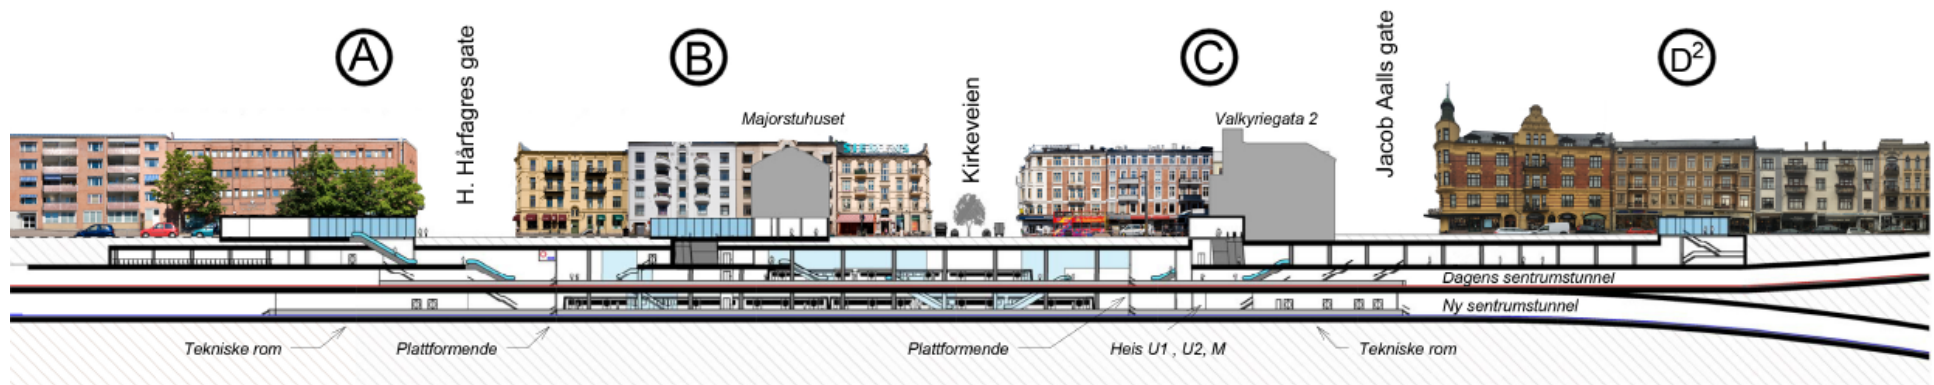 A
H. Hårfagres gate
B
Majorstuhuset
Kirkeveien
C
Valkyriegata 2
Jacob Aalls gate
D²
Dagens sentrumstunnel
Ny sentrumstunnel
Tekniske rom
Plattformende
Plattformende
Heis U1 , U2, M
Tekniske rom